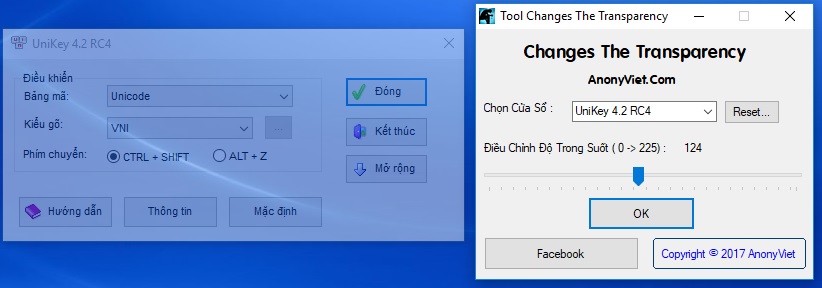 UniKey 4.2 RC4
Điều khiển
Bảng mã:
Unicode
Kiểu gõ:
VNI
...
Phím chuyển:
CTRL + SHIFT
ALT + Z
Đóng
Kết thúc
Mở rộng
Hướng dẫn
Thông tin
Mặc định
Tool Changes The Transparency
Changes The Transparency
AnonyViet.Com
Chọn Cửa Sổ :
UniKey 4.2 RC4
Reset...
Điều Chỉnh Độ Trong Suốt ( 0 -> 225) :
124
OK
Facebook
Copyright © 2017 AnonyViet